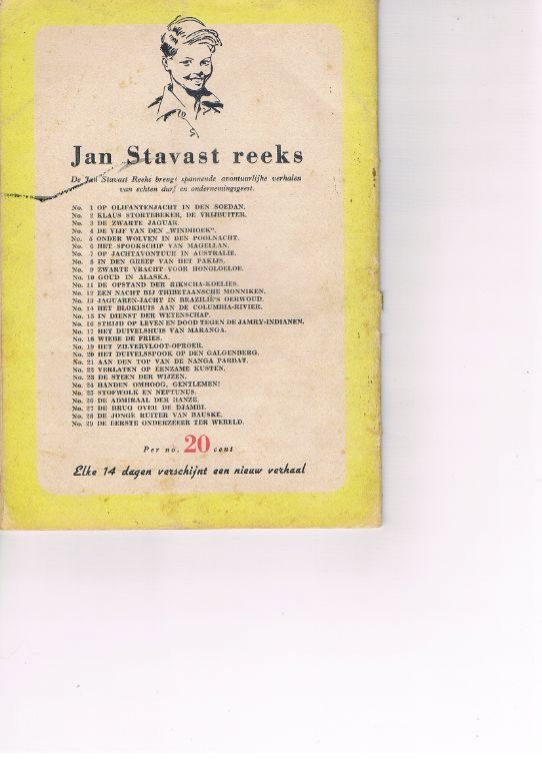 Jan Stavast reeks
De Jan Stavast Reeks brengt spannende avontuurlijke verhalen
van echten durf en ondernemingsgeest.
No. 1 OP OLIFANTENJACHT IN DEN SOEDAN.
No. 2 KLAUS STORTEBEKER, DE VRIJBUITER.
No. 3 DE ZWARTE JAGUAR.
No. 4 DE VIJF VAN DEN „WINDHOEK".
No. 5 ONDER WOLVEN IN DEN POOLNACHT.
No. 6 HET SPOOKSCHIP VAN MAGELLAN.
No. 7 OP JACHTAVONTUUR IN AUSTRALIE.
No. 8 IN DEN GREEP VAN HET PAKIJS.
No. 9 ZWARTE VRACHT VOOR HONOLOELOE.
No. 10 GOUD IN ALASKA.
No. 11 DE OPSTAND DER RIKSCHA-KOELIES.
No. 12 EEN NACHT BIJ THIBETAANSCHE MONNIKEN.
No. 13 JAGUAREN-JACHT IN BRAZILIË'S OERWOUD.
No. 14 HET BLOKHUIS AAN DE COLUMBIA-RIVIER.
No. 15 IN DIENST DER WETENSCHAP.
No. 16 STRIJD OP LEVEN EN DOOD TEGEN DE JAMRY-INDIANEN.
No. 17 HET DUIVELSHUIS VAN MARANGA.
No. 18 WIEBE DE FRIES.
No. 19 HET ZILVERVLOOT-OPROER.
No. 20 HET DUIVELSSPOOK OP DEN GALGENBERG.
No. 21 AAN DEN TOP VAN DE NANGA PARBAT.
No. 22 VERLATEN OP EENZAME KUSTEN.
No. 23 DE STEEN DER WIJZEN.
No. 24 HANDEN OMHOOG, GENTLEMEN!
No. 25 STOFWOLK EN NEPTUNUS.
No. 26 DE ADMIRAAL DER HANZE.
No. 27 DE BRUG OVER DE DJAMBI.
No. 28 DE JONGE RUITER VAN BAUSKE.
No. 29 DE EERSTE ONDERZEEER TER WERELD.
Per no. 20 cent
Elke 14 dagen verschijnt een nieuw verhaal